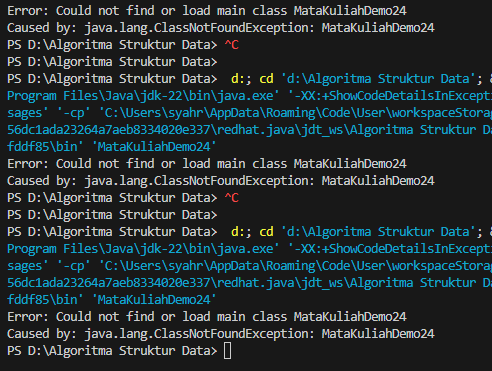 Error: Could not find or load main class MataKuliahDemo24
Caused by: java.lang.ClassNotFoundException: MataKuliahDemo24
PS D:\Algoritma Struktur Data> ^C
PS D:\Algoritma Struktur Data>
PS D:\Algoritma Struktur Data>  d:; cd 'd:\Algoritma Struktur Data'; &
Program Files\Java\jdk-22\bin\java.exe' '-XX:+ShowCodeDetailsInExcepti
sages' '-cp' 'C:\Users\syahr\AppData\Roaming\Code\User\workspaceStorag
56dc1ada23264a7aeb8334020e337\redhat.java\jdt_ws\Algoritma Struktur Da
fddf85\bin' 'MataKuliahDemo24'
Error: Could not find or load main class MataKuliahDemo24
Caused by: java.lang.ClassNotFoundException: MataKuliahDemo24
PS D:\Algoritma Struktur Data> ^C
PS D:\Algoritma Struktur Data>
PS D:\Algoritma Struktur Data>  d:; cd 'd:\Algoritma Struktur Data'; &
Program Files\Java\jdk-22\bin\java.exe' '-XX:+ShowCodeDetailsInExcepti
sages' '-cp' 'C:\Users\syahr\AppData\Roaming\Code\User\workspaceStorag
56dc1ada23264a7aeb8334020e337\redhat.java\jdt_ws\Algoritma Struktur Da
fddf85\bin' 'MataKuliahDemo24'
Error: Could not find or load main class MataKuliahDemo24
Caused by: java.lang.ClassNotFoundException: MataKuliahDemo24
PS D:\Algoritma Struktur Data>